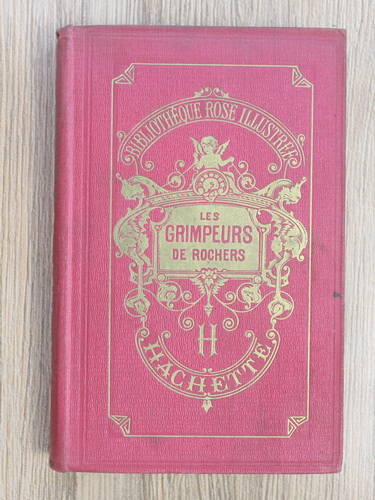 BIBLIOTHÈQUE ROSE ILLUSTRÉE
LES
GRIMPEURS
DE ROCHERS
H
HACHETTE